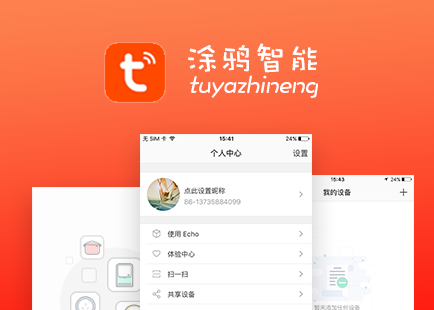 t
涂鸦智能
tuyazhineng
无 SIM 卡
15:41
24%
个人中心
设置
点此设置昵称
86-13735884099
使用 Echo
体验中心
扫一扫
共享设备
15:43
24%
我的设备
+
暂未添加任何设备